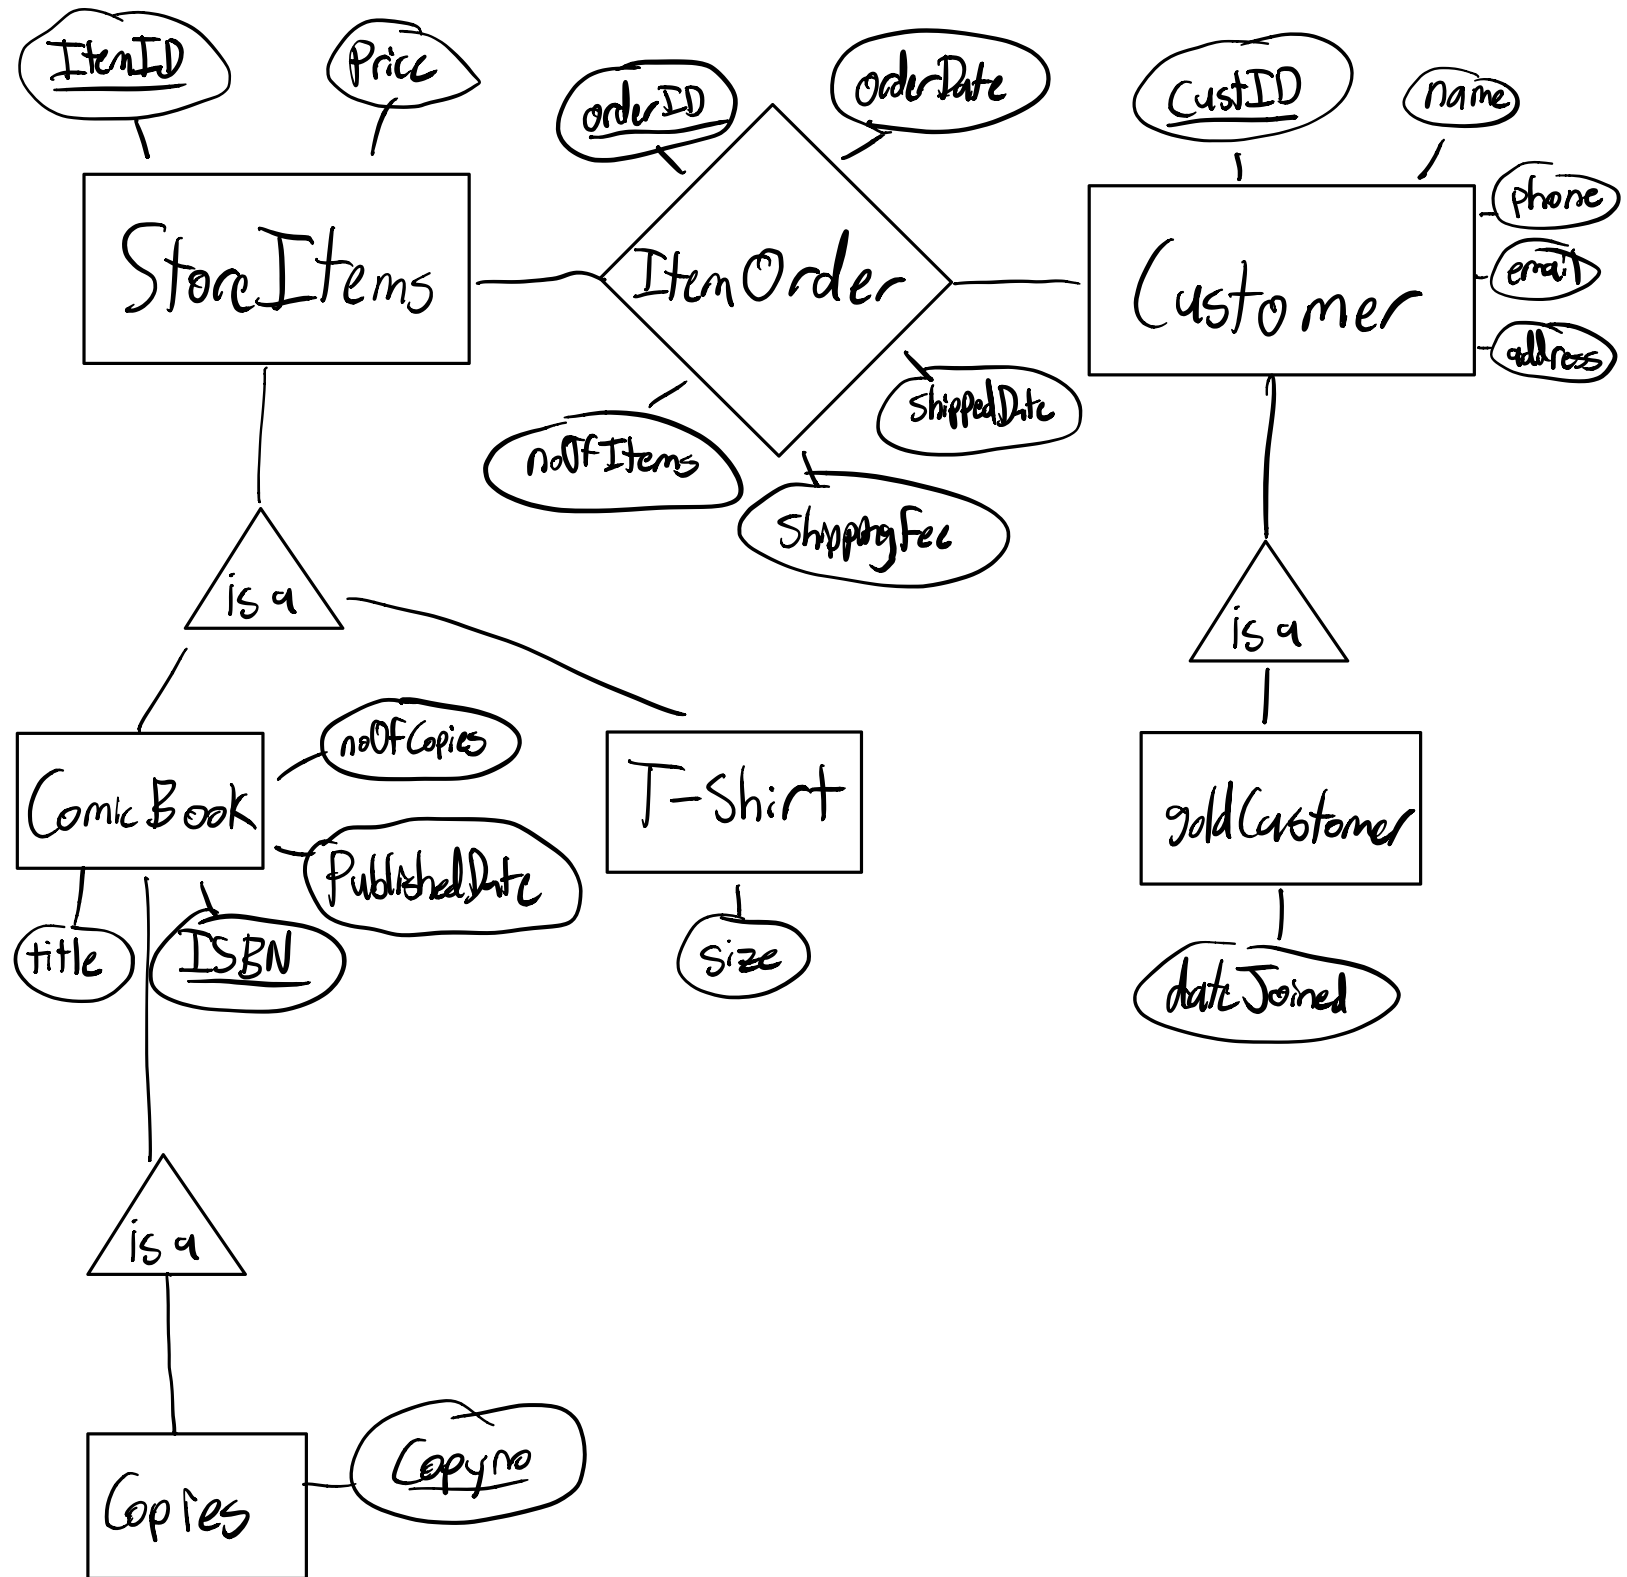 ItemID
Price
orderID
orderDate
CustID
name
phone
email
address
StoreItems
ItemOrder
Customer
shippedDate
noOfItems
ShippingFee
is a
is a
noOfCopies
ComicBook
T-Shirt
goldCustomer
PublishedDate
title
ISBN
size
dateJoined
is a
Copyno
Copies